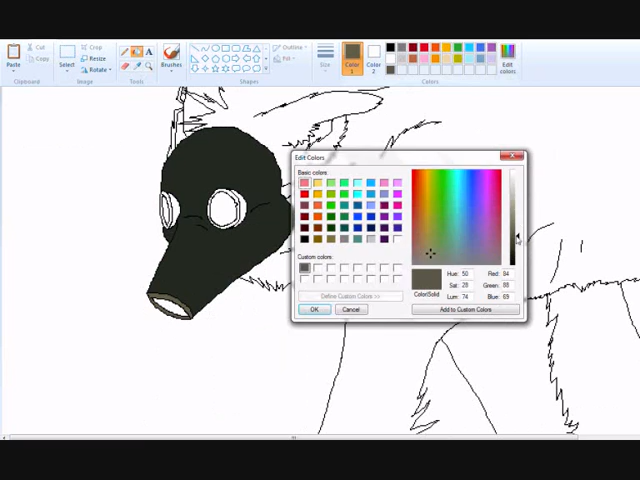 Paste
Cut
Copy
Clipboard
Select
Crop
Resize
Rotate
Image
A
Tools
Brushes
Shapes
Outline
Fill
Size
Color 1
Color 2
Edit colors
Colors
Edit Colors
Basic colors:
Custom colors:
Define Custom Colors >>
OK
Cancel
Color|Solid
Hue: 50
Sat: 28
Lum: 74
Red: 84
Green: 88
Blue: 69
Add to Custom Colors